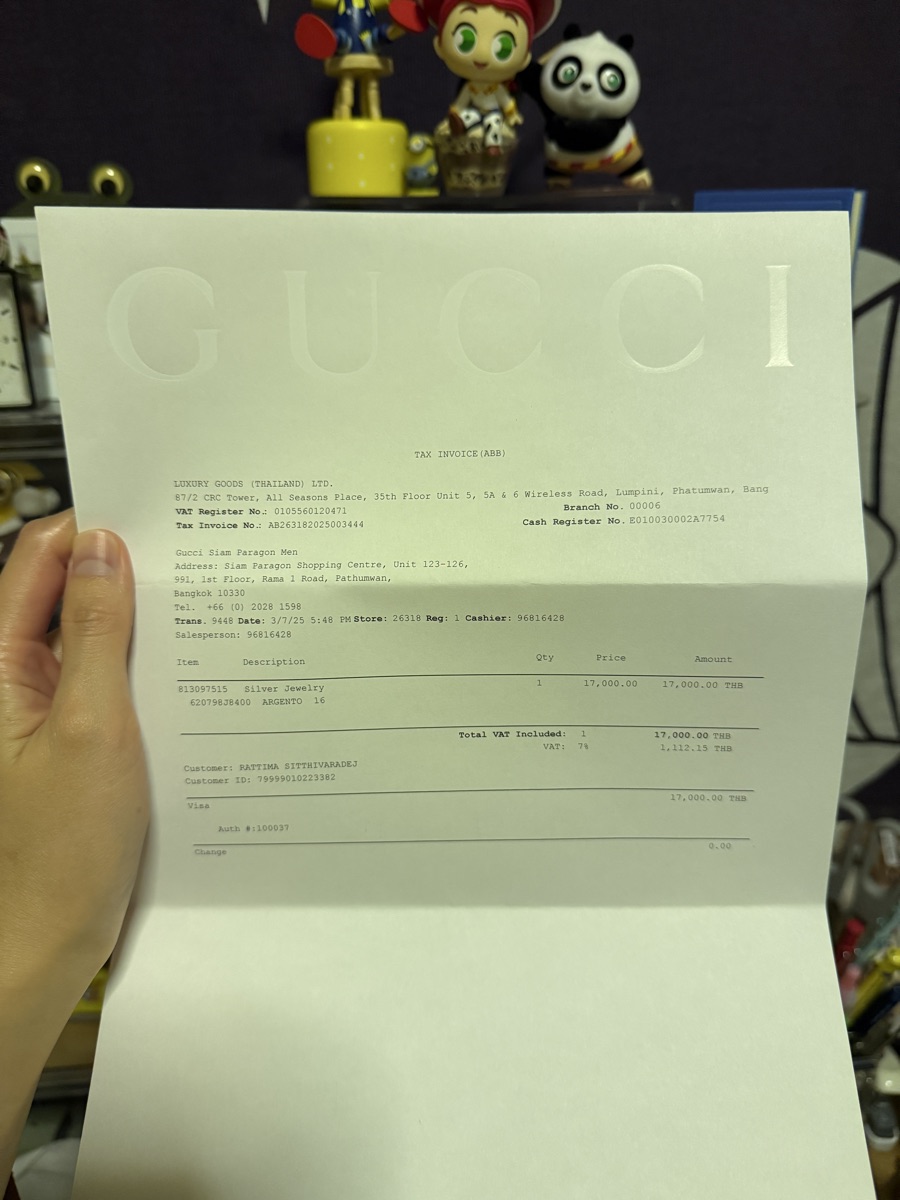 GUCCI
TAX INVOICE(ABB)
LUXURY GOODS (THAILAND) LTD.
87/2 CRC Tower, All Seasons Place, 35th Floor Unit 5, 5A & 6 Wireless Road, Lumpini, Phatumwan, Bang
VAT Register No.: 0105560120471 Branch No. 00006
Tax Invoice No.: AB263182025003444 Cash Register No. E010030002A7754
Gucci Siam Paragon Men
Address: Siam Paragon Shopping Centre, Unit 123-126,
991, 1st Floor, Rama 1 Road, Pathumwan,
Bangkok 10330
Tel. +66 (0) 2028 1598
Trans. 9448 Date: 3/7/25 5:48 PM Store: 26318 Reg: 1 Cashier: 96816428
Salesperson: 96816428
Item Description Qty Price Amount
813097515 Silver Jewelry 1 17,000.00 17,000.00 THB
620798J8400 ARGENTO 16
Total VAT Included: 1 17,000.00 THB
VAT: 7% 1,112.15 THB
Customer: RATTIMA SITTHIVARADEJ
Customer ID: 79999010223382
Visa 17,000.00 THB
Auth #:100037
Change 0.00